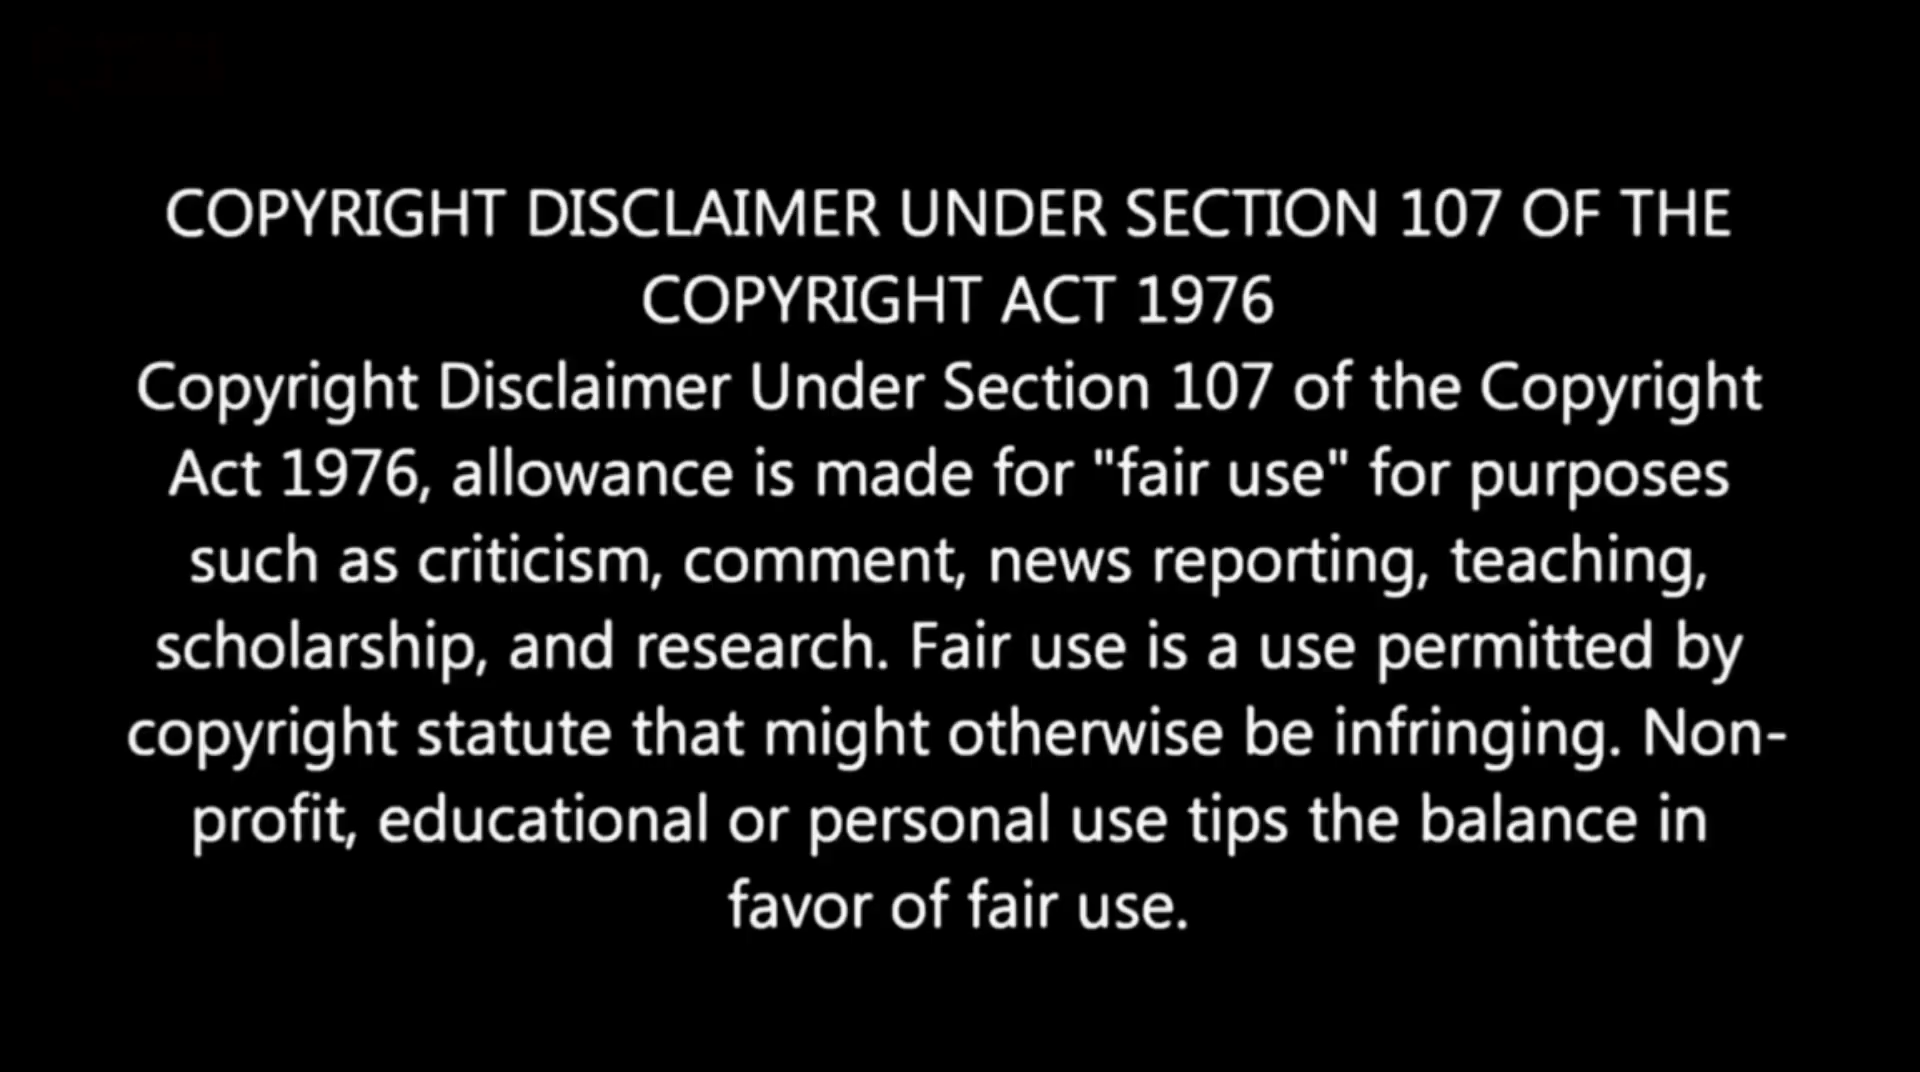 COPYRIGHT DISCLAIMER UNDER SECTION 107 OF THE
COPYRIGHT ACT 1976
Copyright Disclaimer Under Section 107 of the Copyright
Act 1976, allowance is made for "fair use" for purposes
such as criticism, comment, news reporting, teaching,
scholarship, and research. Fair use is a use permitted by
copyright statute that might otherwise be infringing. Non-
profit, educational or personal use tips the balance in
favor of fair use.